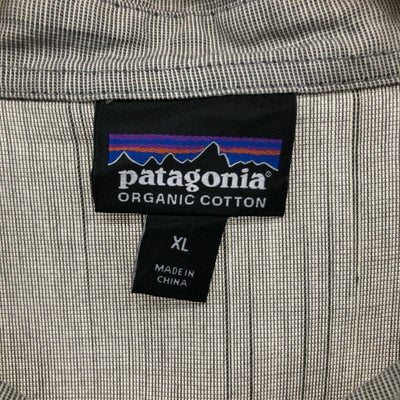 patagonia®
ORGANIC COTTON
XL
MADE IN
CHINA